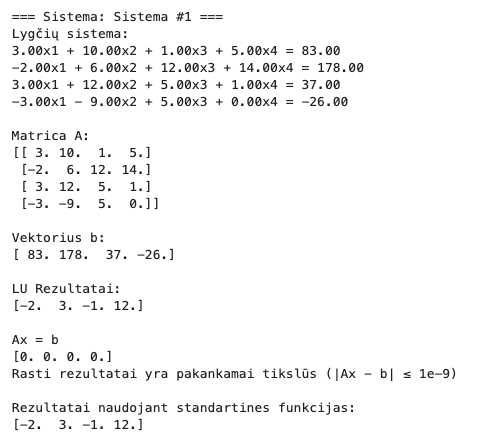 === Sistema: Sistema #1 ===
Lygčių sistema:
3.00x1 + 10.00x2 + 1.00x3 + 5.00x4 = 83.00
-2.00x1 + 6.00x2 + 12.00x3 + 14.00x4 = 178.00
3.00x1 + 12.00x2 + 5.00x3 + 1.00x4 = 37.00
-3.00x1 - 9.00x2 + 5.00x3 + 0.00x4 = -26.00
Matrica A:
[[ 3. 10.  1.  5.]
 [-2.  6. 12. 14.]
 [ 3. 12.  5.  1.]
 [-3. -9.  5.  0.]]
Vektorius b:
[ 83. 178.  37. -26.]
LU Rezultatai:
[-2.  3. -1. 12.]
Ax = b
[0. 0. 0. 0.]
Rasti rezultatai yra pakankamai tikslūs (|Ax - b| ≤ 1e-9)
Rezultatai naudojant standartines funkcijas:
[-2.  3. -1. 12.]